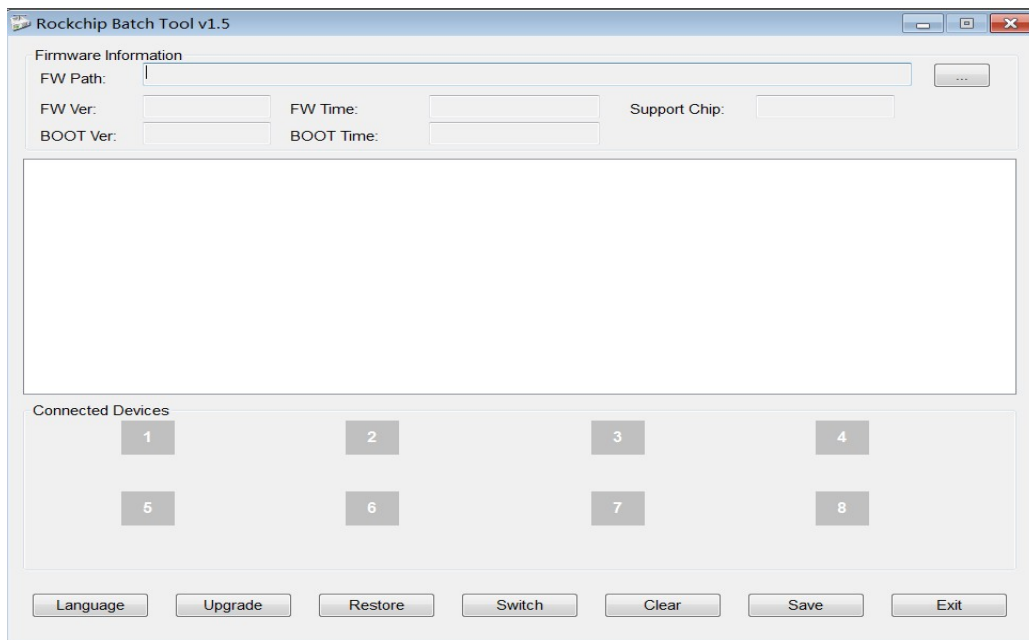 Rockchip Batch Tool v1.5
Firmware Information
FW Path: ...
FW Ver: FW Time: Support Chip:
BOOT Ver: BOOT Time:
Connected Devices
1 2 3 4
5 6 7 8
Language Upgrade Restore Switch Clear Save Exit